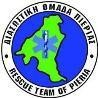 ΔΙΑΣΩΣΤΙΚΗ ΟΜΑΔΑ ΠΙΕΡΙΑΣ
RESCUE TEAM OF PIERIA